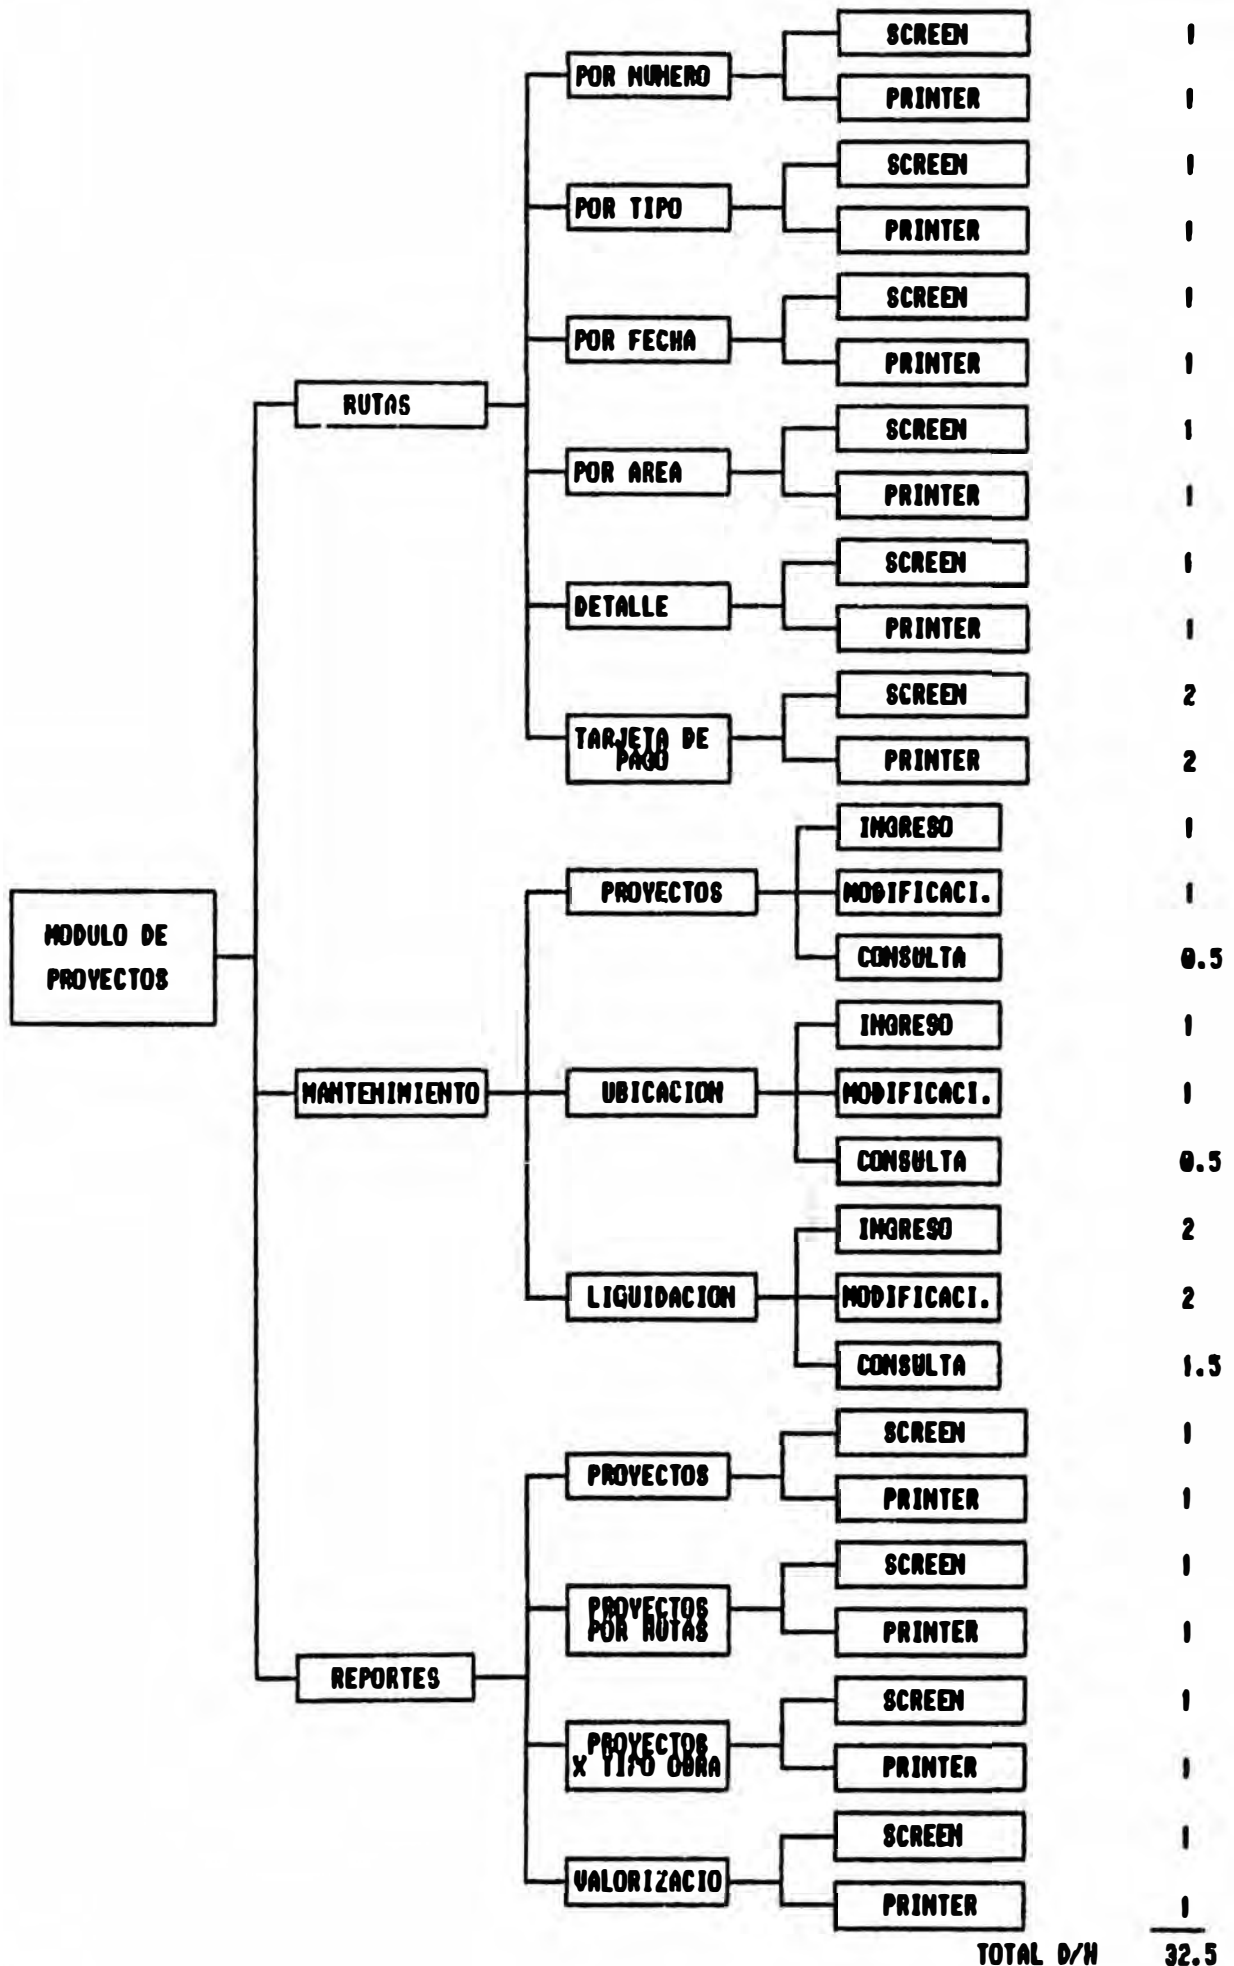 SCREEN 1
POR NUMERO
PRINTER 1
SCREEN 1
POR TIPO
PRINTER 1
SCREEN 1
POR FECHA
PRINTER 1
RUTAS
SCREEN 1
POR AREA
PRINTER 1
SCREEN 1
DETALLE
PRINTER 1
SCREEN 2
TARJETA DE
PAGO
PRINTER 2
INGRESO 1
PROYECTOS
MODIFICACI. 1
CONSULTA 0.5
MODULO DE
PROYECTOS
INGRESO 1
MANTENIMIENTO
UBICACION
MODIFICACI. 1
CONSULTA 0.5
INGRESO 2
LIQUIDACION
MODIFICACI. 2
CONSULTA 1.5
SCREEN 1
PROYECTOS
PRINTER 1
SCREEN 1
PROYECTOS
POR RUTAS
PRINTER 1
REPORTES
SCREEN 1
PROYECTOS
X TIPO OBRA
PRINTER 1
SCREEN 1
VALORIZACIO
PRINTER 1
TOTAL D/H 32.5